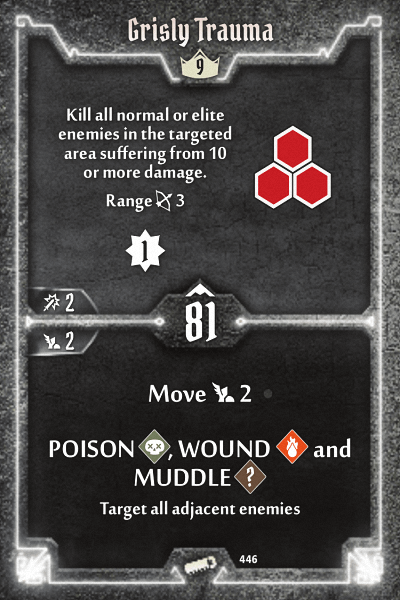 Grisly Trauma
9
Kill all normal or elite
enemies in the targeted
area suffering from 10
or more damage.
Range 3
1
2
81
2
Move 2
POISON , WOUND and
MUDDLE ?
Target all adjacent enemies
446